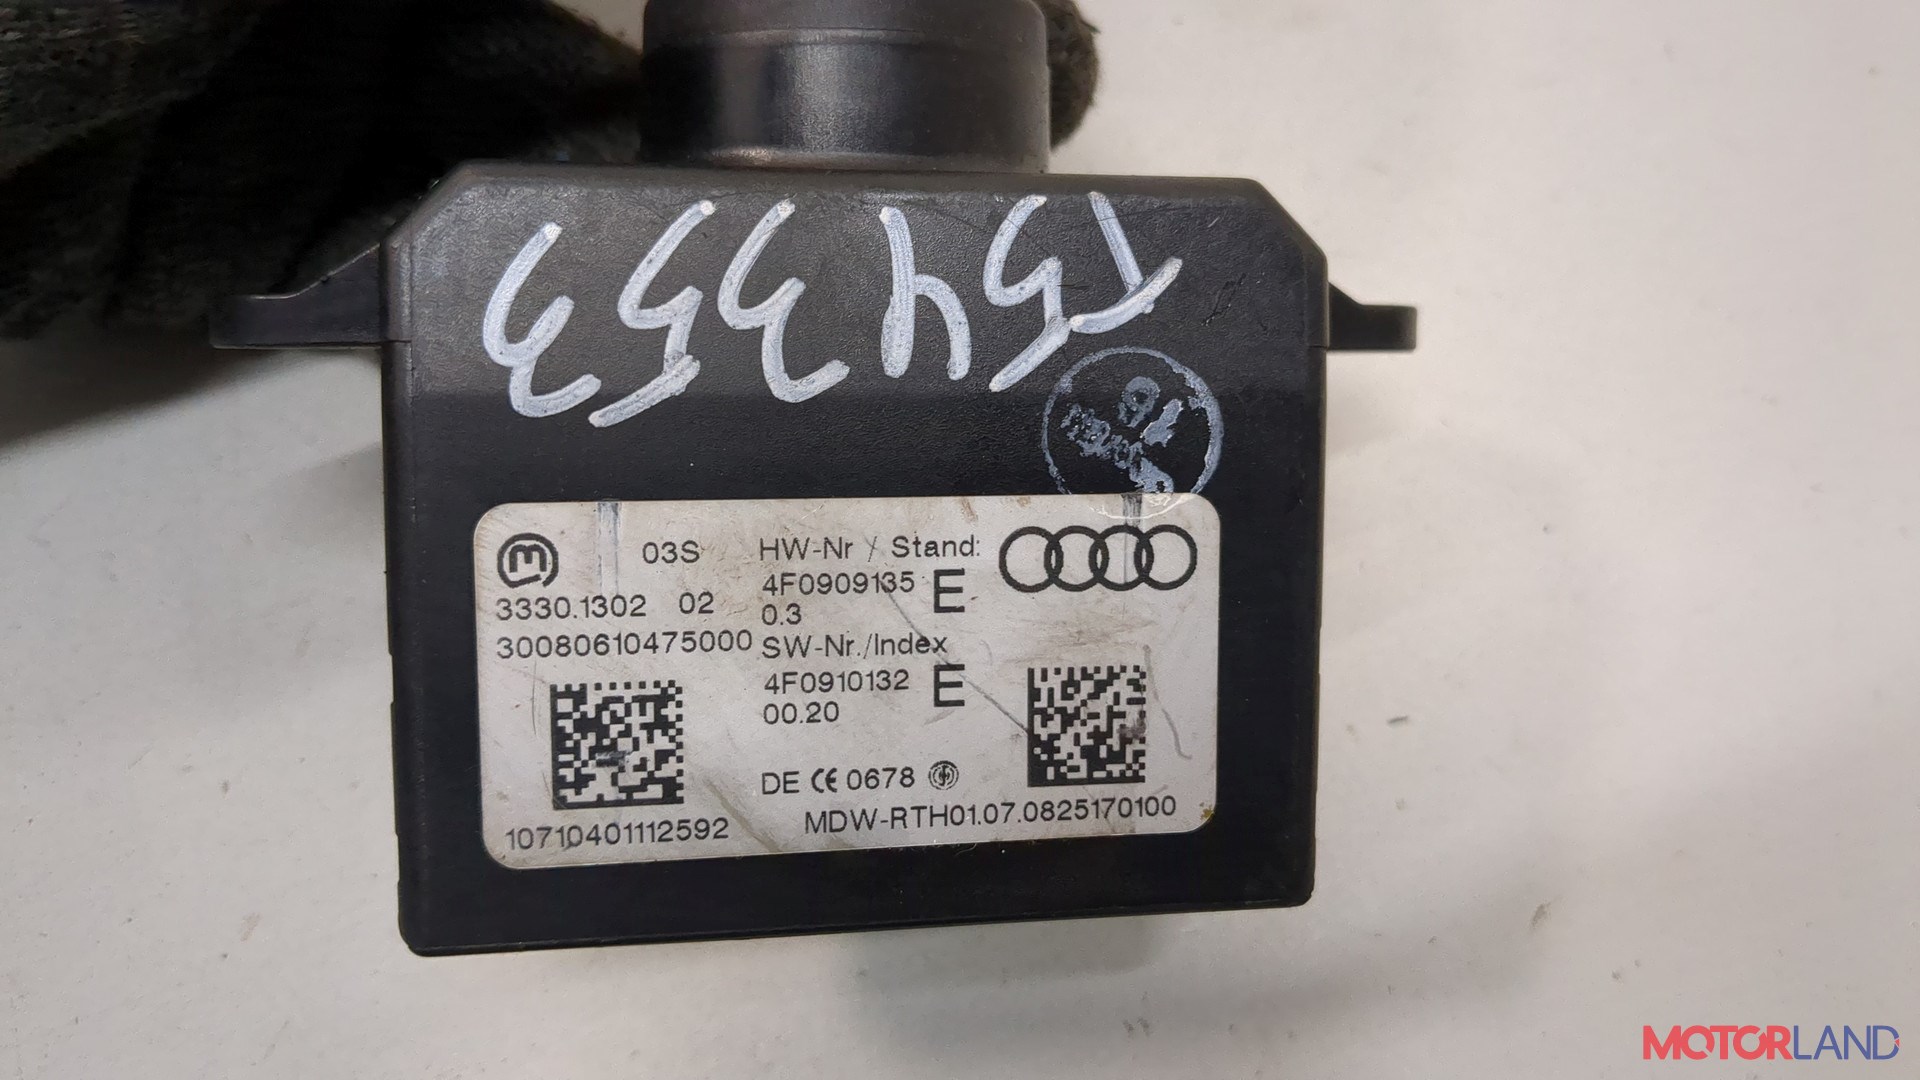 T54353
03S HW-Nr / Stand:
3330.1302 02 4F0909135 E
0.3
30080610475000 SW-Nr./Index
4F0910132 E
00.20
DE CE 0678
MDW-RTH01.07.0825170100
10710401112592
MOTORLAND